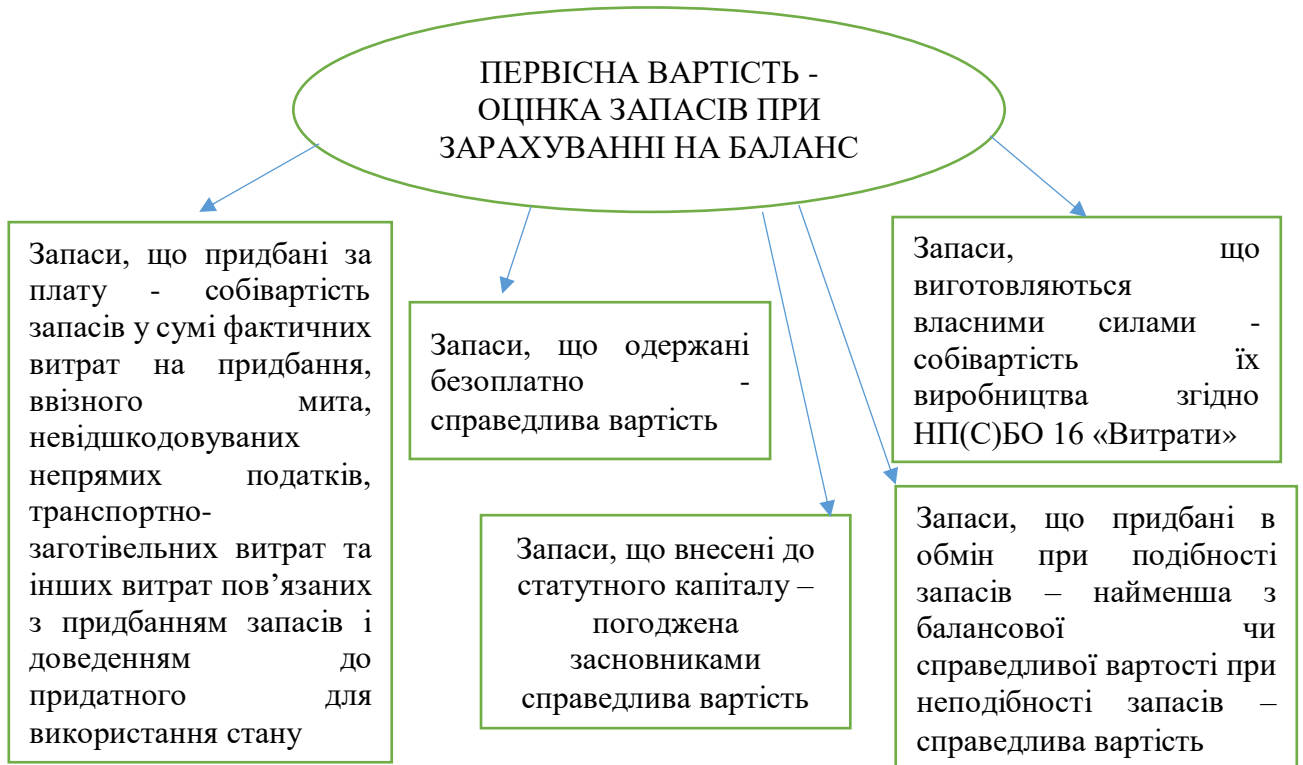 ПЕРВІСНА ВАРТІСТЬ -
ОЦІНКА ЗАПАСІВ ПРИ
ЗАРАХУВАННІ НА БАЛАНС
Запаси, що придбані за
плату - собівартість
запасів у сумі фактичних
витрат на придбання,
ввізного мита,
невідшкодовуваних
непрямих податків,
транспортно-
заготівельних витрат та
інших витрат пов’язаних
з придбанням запасів і
доведенням до
придатного для
використання стану
Запаси, що одержані
безоплатно -
справедлива вартість
Запаси, що внесені до
статутного капіталу –
погоджена
засновниками
справедлива вартість
Запаси, що
виготовляються
власними силами -
собівартість їх
виробництва згідно
НП(С)БО 16 «Витрати»
Запаси, що придбані в
обмін при подібності
запасів – найменша з
балансової чи
справедливої вартості при
неподібності запасів –
справедлива вартість